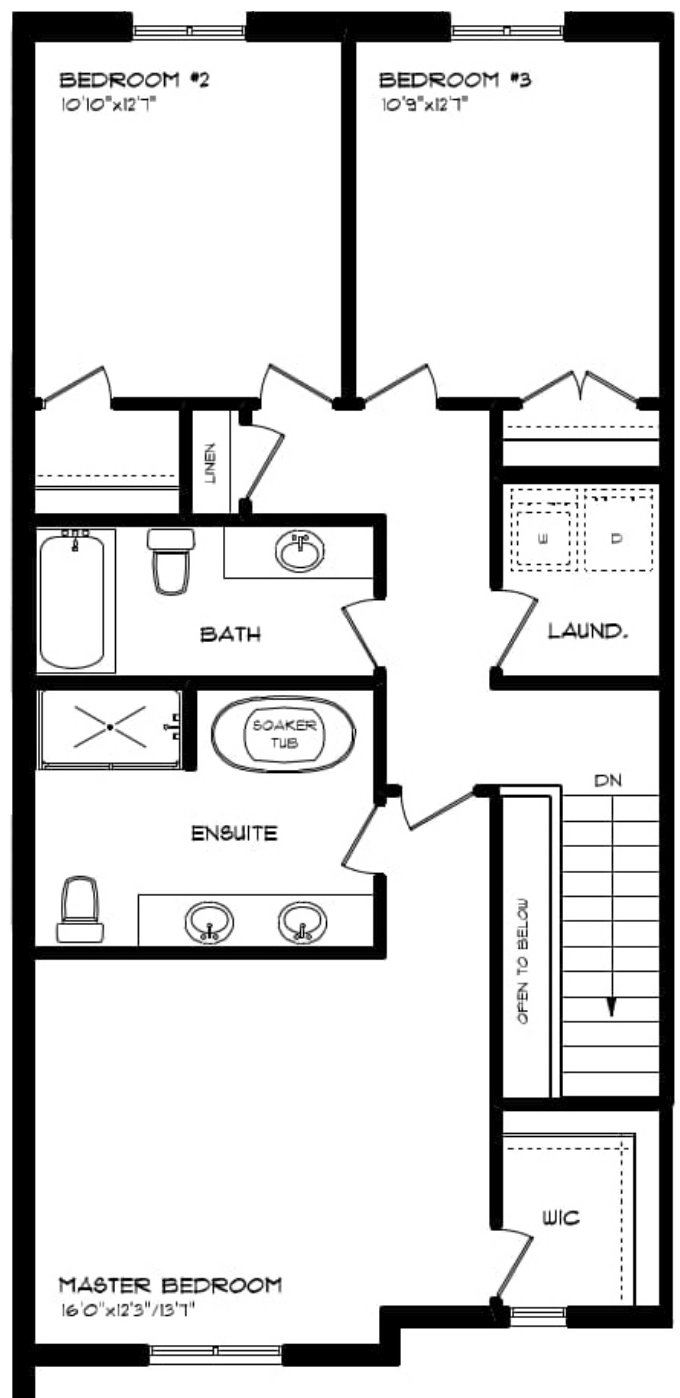 BEDROOM #2
10'10"x12'7"
BEDROOM #3
10'9"x12'7"
LINEN
E
D
BATH
LAUND.
SOAKER
TUB
DN
ENSUITE
OPEN TO BELOW
WIC
MASTER BEDROOM
16'0"x12'3"/13'7"